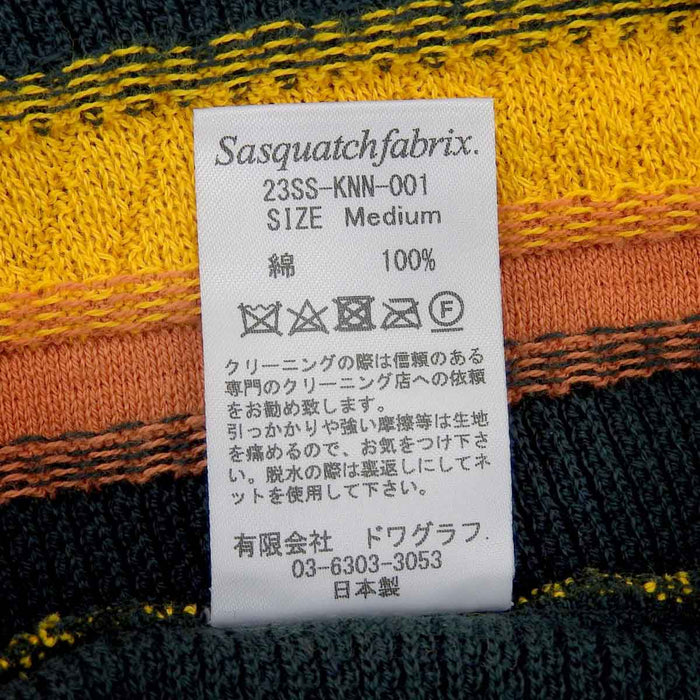 Sasquatchfabrix.
23SS-KNN-001
SIZE Medium
綿 100%
F
クリーニングの際は信頼のある
専門のクリーニング店への依頼
をお勧め致します。
引っかかりや強い摩擦等は生地
を痛めるので、お気をつけ下さ
い。脱水の際は裏返しにしてネ
ットを使用して下さい。
有限会社 ドワグラフ.
03-6303-3053
日本製